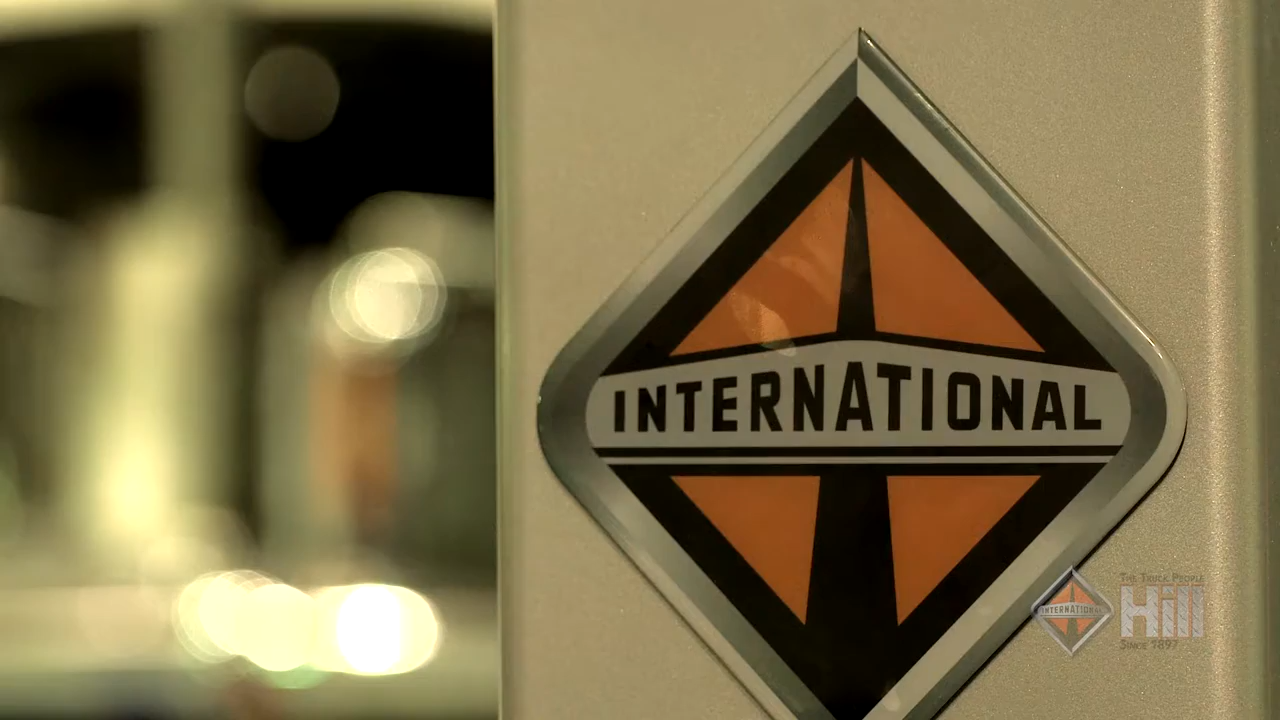 INTERNATIONAL
The Truck People
INTERNATIONAL
Hill
Since 1897